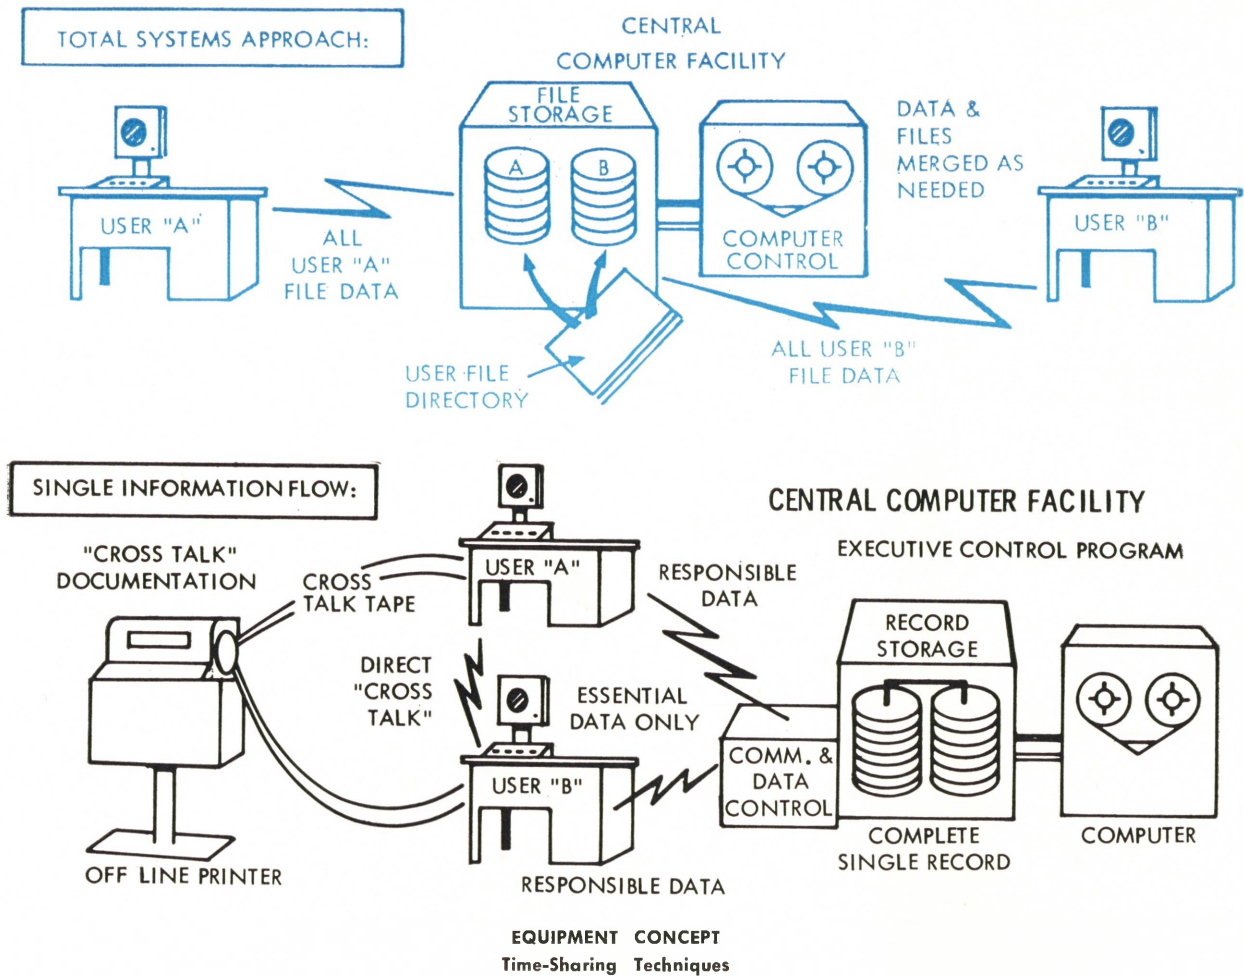 TOTAL SYSTEMS APPROACH:
CENTRAL
COMPUTER FACILITY
FILE
STORAGE
A
B
DATA &
FILES
MERGED AS
NEEDED
USER "A"
ALL
USER "A"
FILE DATA
COMPUTER
CONTROL
USER "B"
ALL USER "B"
FILE DATA
USER FILE
DIRECTORY
SINGLE INFORMATION FLOW:
CENTRAL COMPUTER FACILITY
EXECUTIVE CONTROL PROGRAM
"CROSS TALK"
DOCUMENTATION
CROSS
TALK TAPE
USER "A"
RESPONSIBLE
DATA
RECORD
STORAGE
DIRECT
"CROSS
TALK"
ESSENTIAL
DATA ONLY
USER "B"
COMM. &
DATA
CONTROL
COMPLETE
SINGLE RECORD
COMPUTER
OFF LINE PRINTER
RESPONSIBLE DATA
EQUIPMENT CONCEPT
Time-Sharing Techniques